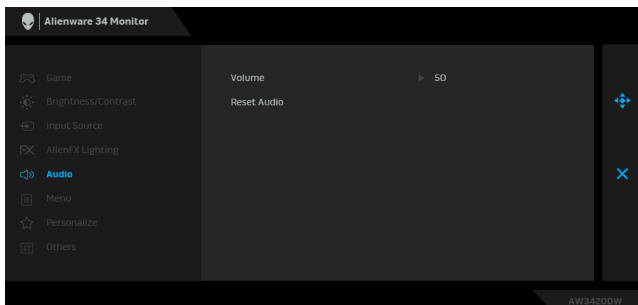 Alienware 34 Monitor
Game
Volume 50
Brightness/Contrast
Reset Audio
Input Source
FX AlienFX Lighting
Audio
Menu
Personalize
Others
AW3420DW